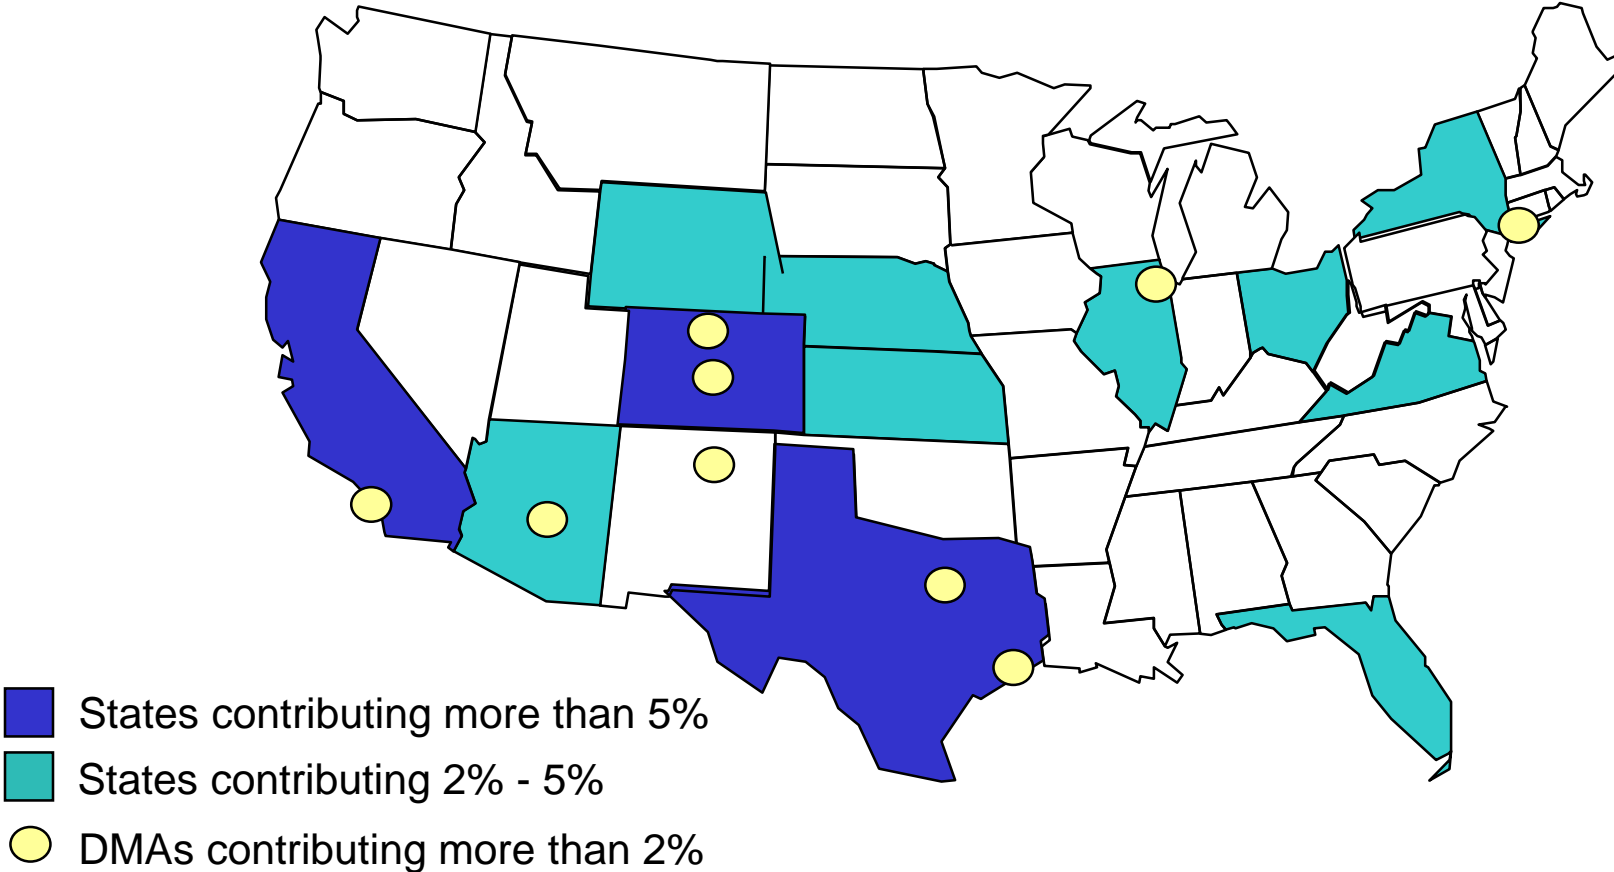 States contributing more than 5%
States contributing 2% - 5%
DMAs contributing more than 2%